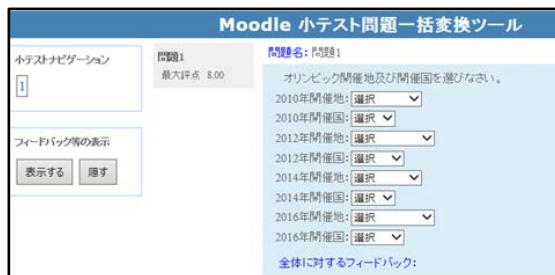 Moodle 小テスト問題一括変換ツール
小テストナビゲーション
1
フィードバック等の表示
表示する 隠す
問題1
最大評点 8.00
問題名: 問題1
オリンピック開催地及び開催国を選びなさい。
2010年開催地: 選択
2010年開催国: 選択
2012年開催地: 選択
2012年開催国: 選択
2014年開催地: 選択
2014年開催国: 選択
2016年開催地: 選択
2016年開催国: 選択
全体に対するフィードバック: